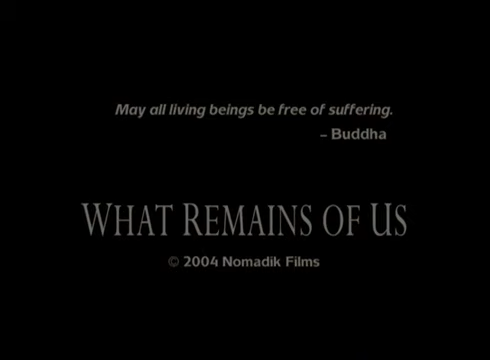 May all living beings be free of suffering.
– Buddha
WHAT REMAINS OF US
© 2004 Nomadik Films